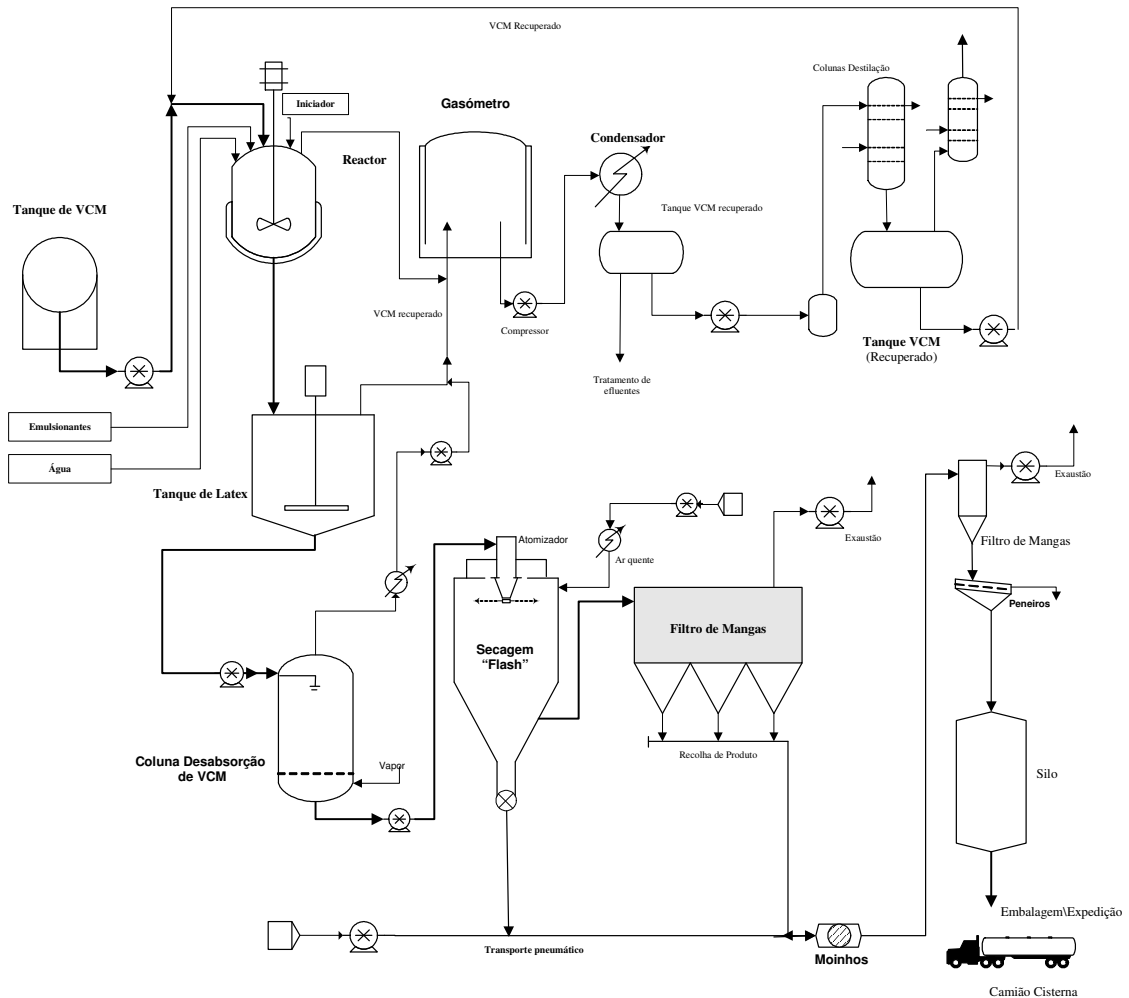 VCM Recuperado
Colunas Destilação
Iniciador
Gasómetro
Condensador
Reactor
Tanque de VCM
Tanque VCM recuperado
VCM recuperado
Compressor
Tanque VCM
(Recuperado)
Tratamento de
efluentes
Emulsionantes
Água
Tanque de Latex
Exaustão
Atomizador
Ar quente
Exaustão
Filtro de Mangas
Peneiros
Filtro de Mangas
Secagem
“Flash”
Coluna Desabsorção
de VCM
Vapor
Recolha de Produto
Silo
Embalagem\Expedição
Transporte pneumático
Moinhos
Camião Cisterna